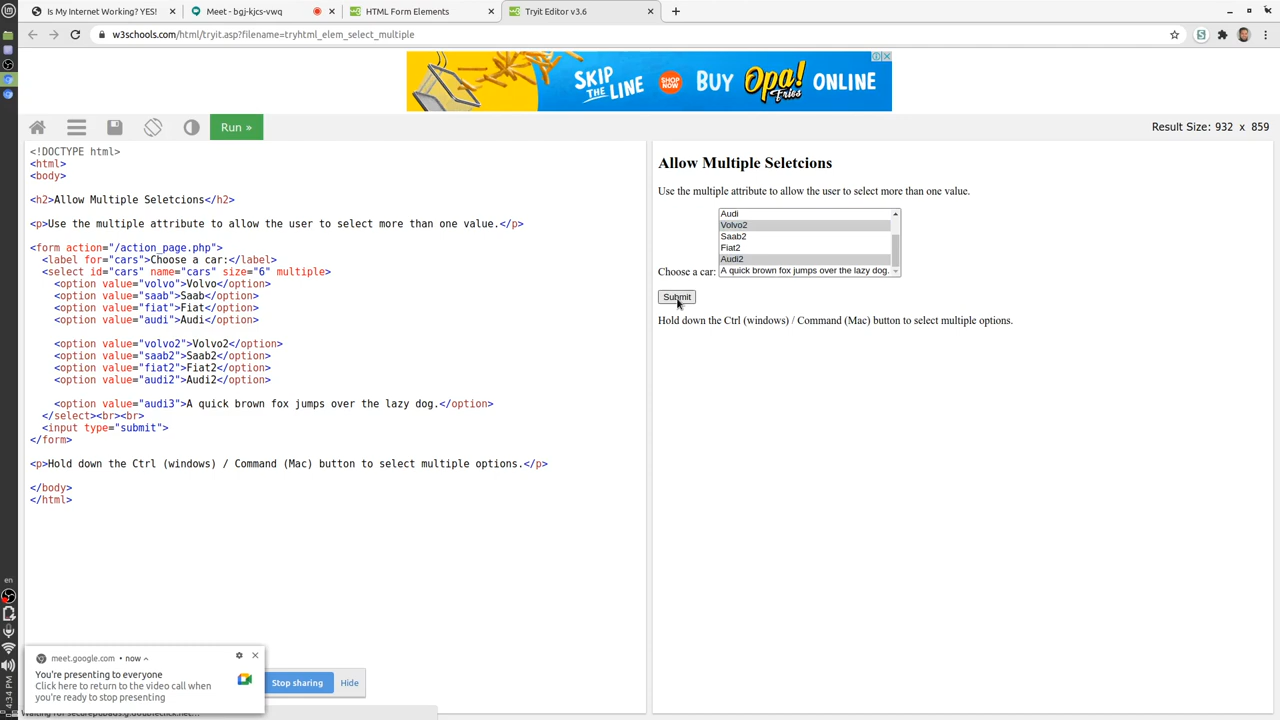 Is My Internet Working? YES!
Meet - bgj-kjcs-vwq
HTML Form Elements
Tryit Editor v3.6
w3schools.com/html/tryit.asp?filename=tryhtml_elem_select_multiple
SKIP THE LINE
SHOP NOW
BUY Opa! Fries ONLINE
Run »
Result Size: 932 x 859
<!DOCTYPE html>
<html>
<body>
<h2>Allow Multiple Seletcions</h2>
<p>Use the multiple attribute to allow the user to select more than one value.</p>
<form action="/action_page.php">
<label for="cars">Choose a car:</label>
<select id="cars" name="cars" size="6" multiple>
<option value="volvo">Volvo</option>
<option value="saab">Saab</option>
<option value="fiat">Fiat</option>
<option value="audi">Audi</option>
<option value="volvo2">Volvo2</option>
<option value="saab2">Saab2</option>
<option value="fiat2">Fiat2</option>
<option value="audi2">Audi2</option>
<option value="audi3">A quick brown fox jumps over the lazy dog.</option>
</select><br><br>
<input type="submit">
</form>
<p>Hold down the Ctrl (windows) / Command (Mac) button to select multiple options.</p>
</body>
</html>
Allow Multiple Seletcions
Use the multiple attribute to allow the user to select more than one value.
Audi
Volvo2
Saab2
Fiat2
Audi2
Choose a car: A quick brown fox jumps over the lazy dog.
Submit
Hold down the Ctrl (windows) / Command (Mac) button to select multiple options.
en
4:34 PM
meet.google.com • now
You're presenting to everyone
Click here to return to the video call when
you're ready to stop presenting
Stop sharing
Hide